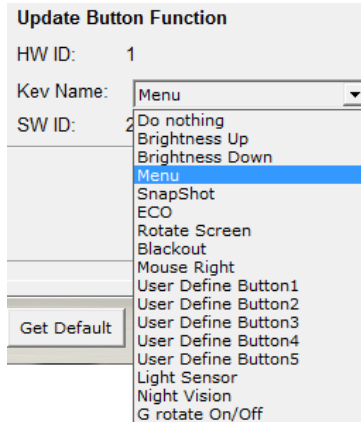 Update Button Function
HW ID: 1
Key Name: Menu
SW ID: 2
Do nothing
Brightness Up
Brightness Down
Menu
SnapShot
ECO
Rotate Screen
Blackout
Mouse Right
User Define Button1
User Define Button2
User Define Button3
User Define Button4
User Define Button5
Light Sensor
Night Vision
G rotate On/Off
Get Default